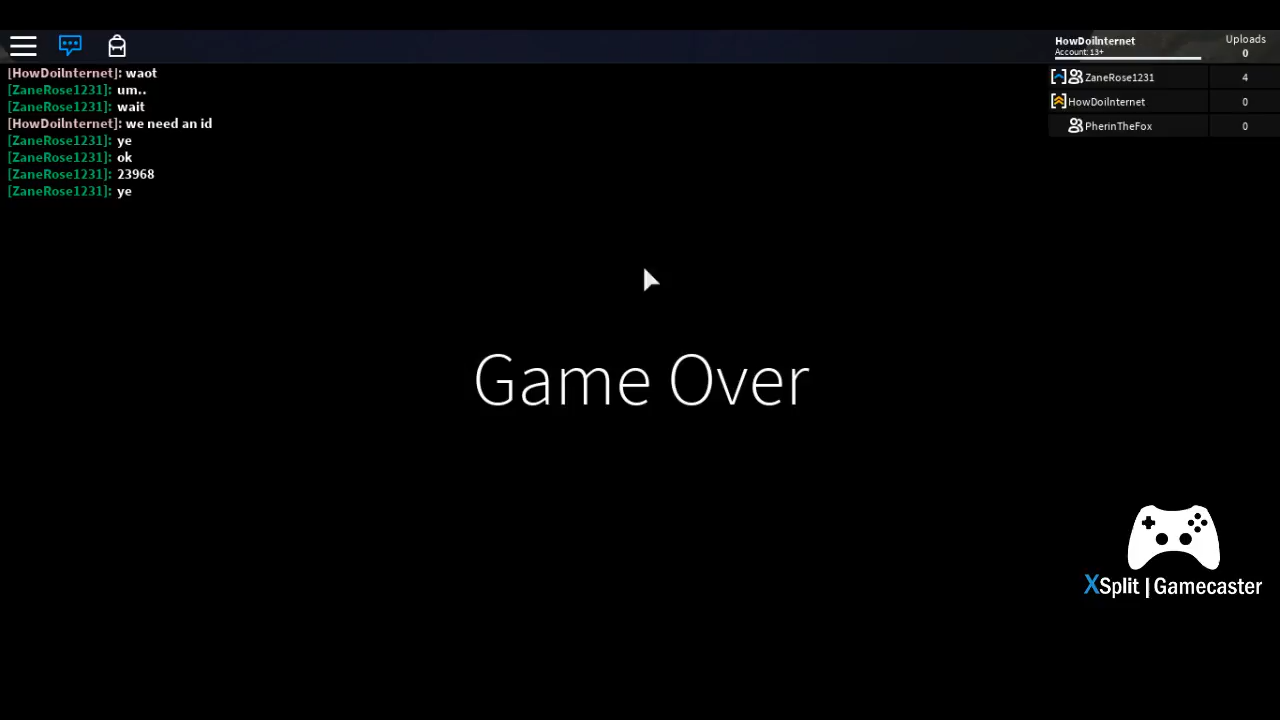 HowDoiInternet
Account: 13+
Uploads
0
[HowDoiInternet]: waot
[ZaneRose1231]: um..
[ZaneRose1231]: wait
[HowDoiInternet]: we need an id
[ZaneRose1231]: ye
[ZaneRose1231]: ok
[ZaneRose1231]: 23968
[ZaneRose1231]: ye
ZaneRose1231 4
HowDoiInternet 0
PherinTheFox 0
Game Over
XSplit | Gamecaster